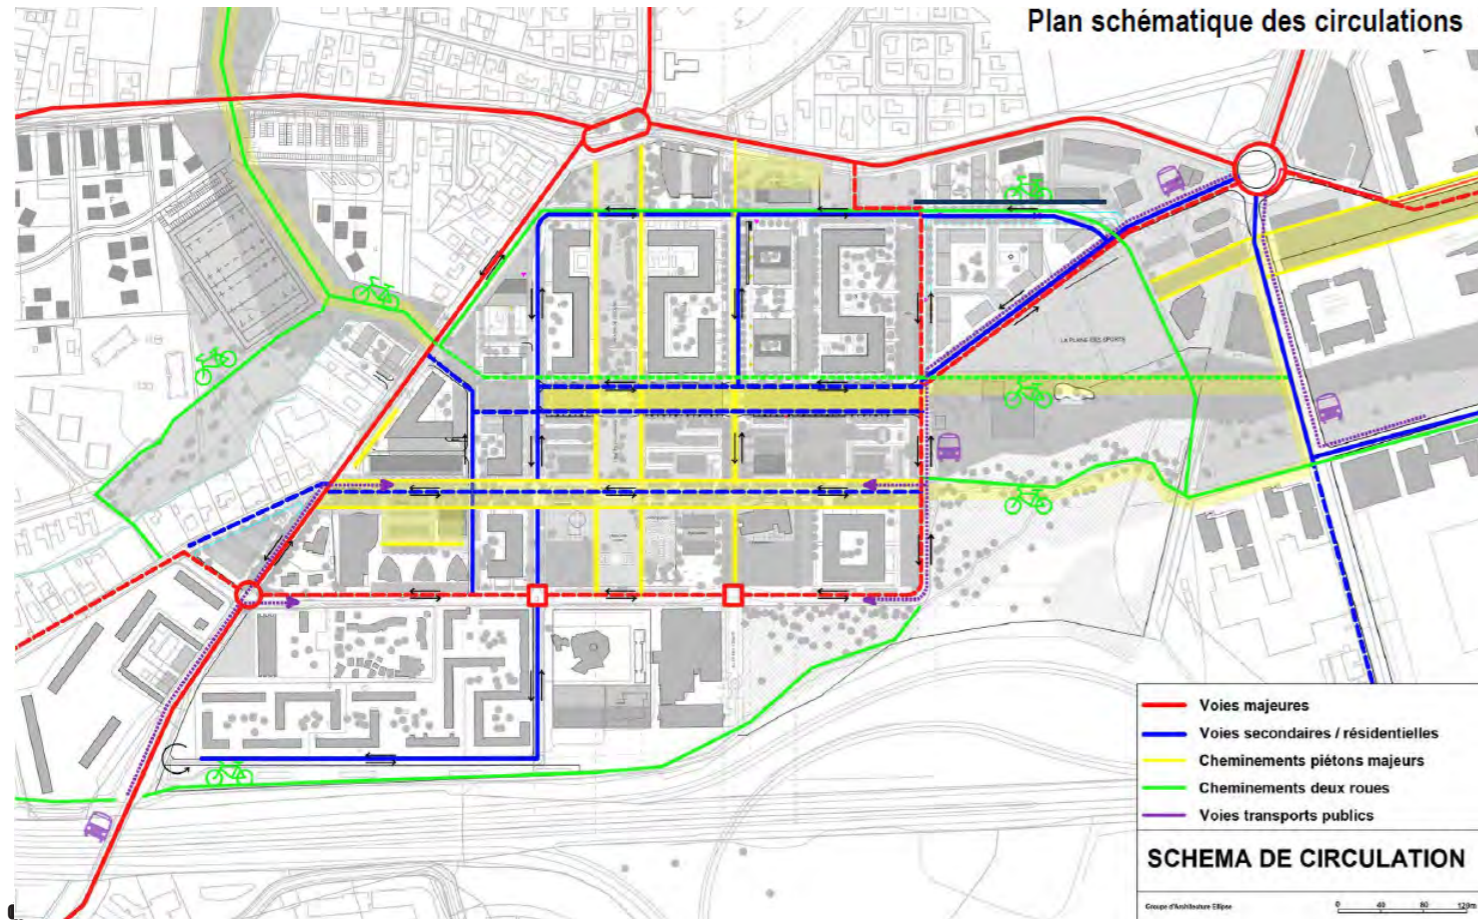 Plan schématique des circulations
LA PLAINE DES SPORTS
Voies majeures
Voies secondaires / résidentielles
Cheminements piétons majeurs
Cheminements deux roues
Voies transports publics
SCHEMA DE CIRCULATION
Groupe d'Architecture Ellipse
0 40 80 120m